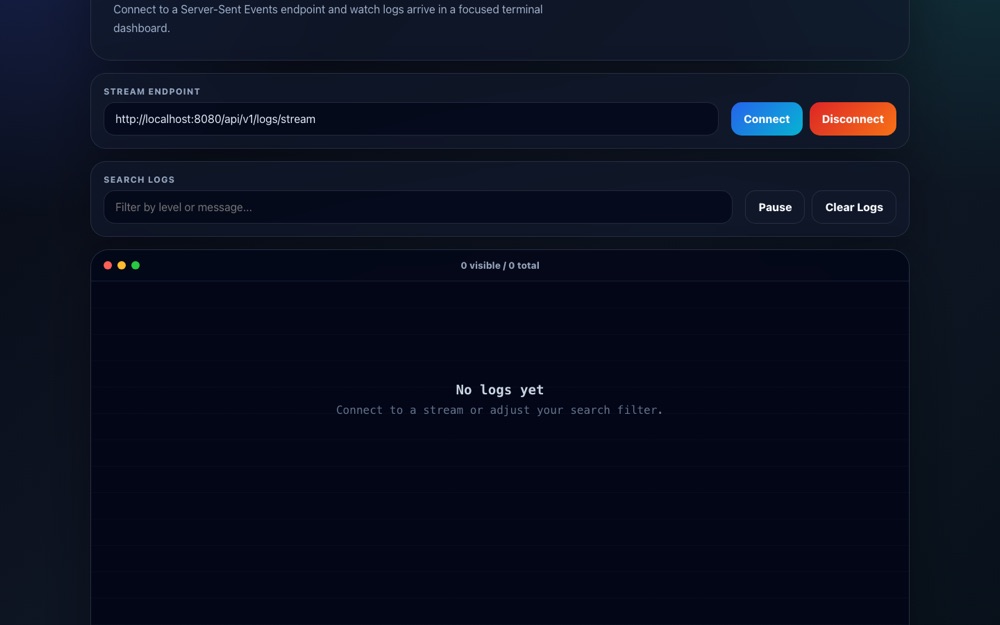 Connect to a Server-Sent Events endpoint and watch logs arrive in a focused terminal
dashboard.
STREAM ENDPOINT
http://localhost:8080/api/v1/logs/stream
Connect
Disconnect
SEARCH LOGS
Filter by level or message...
Pause
Clear Logs
0 visible / 0 total
No logs yet
Connect to a stream or adjust your search filter.